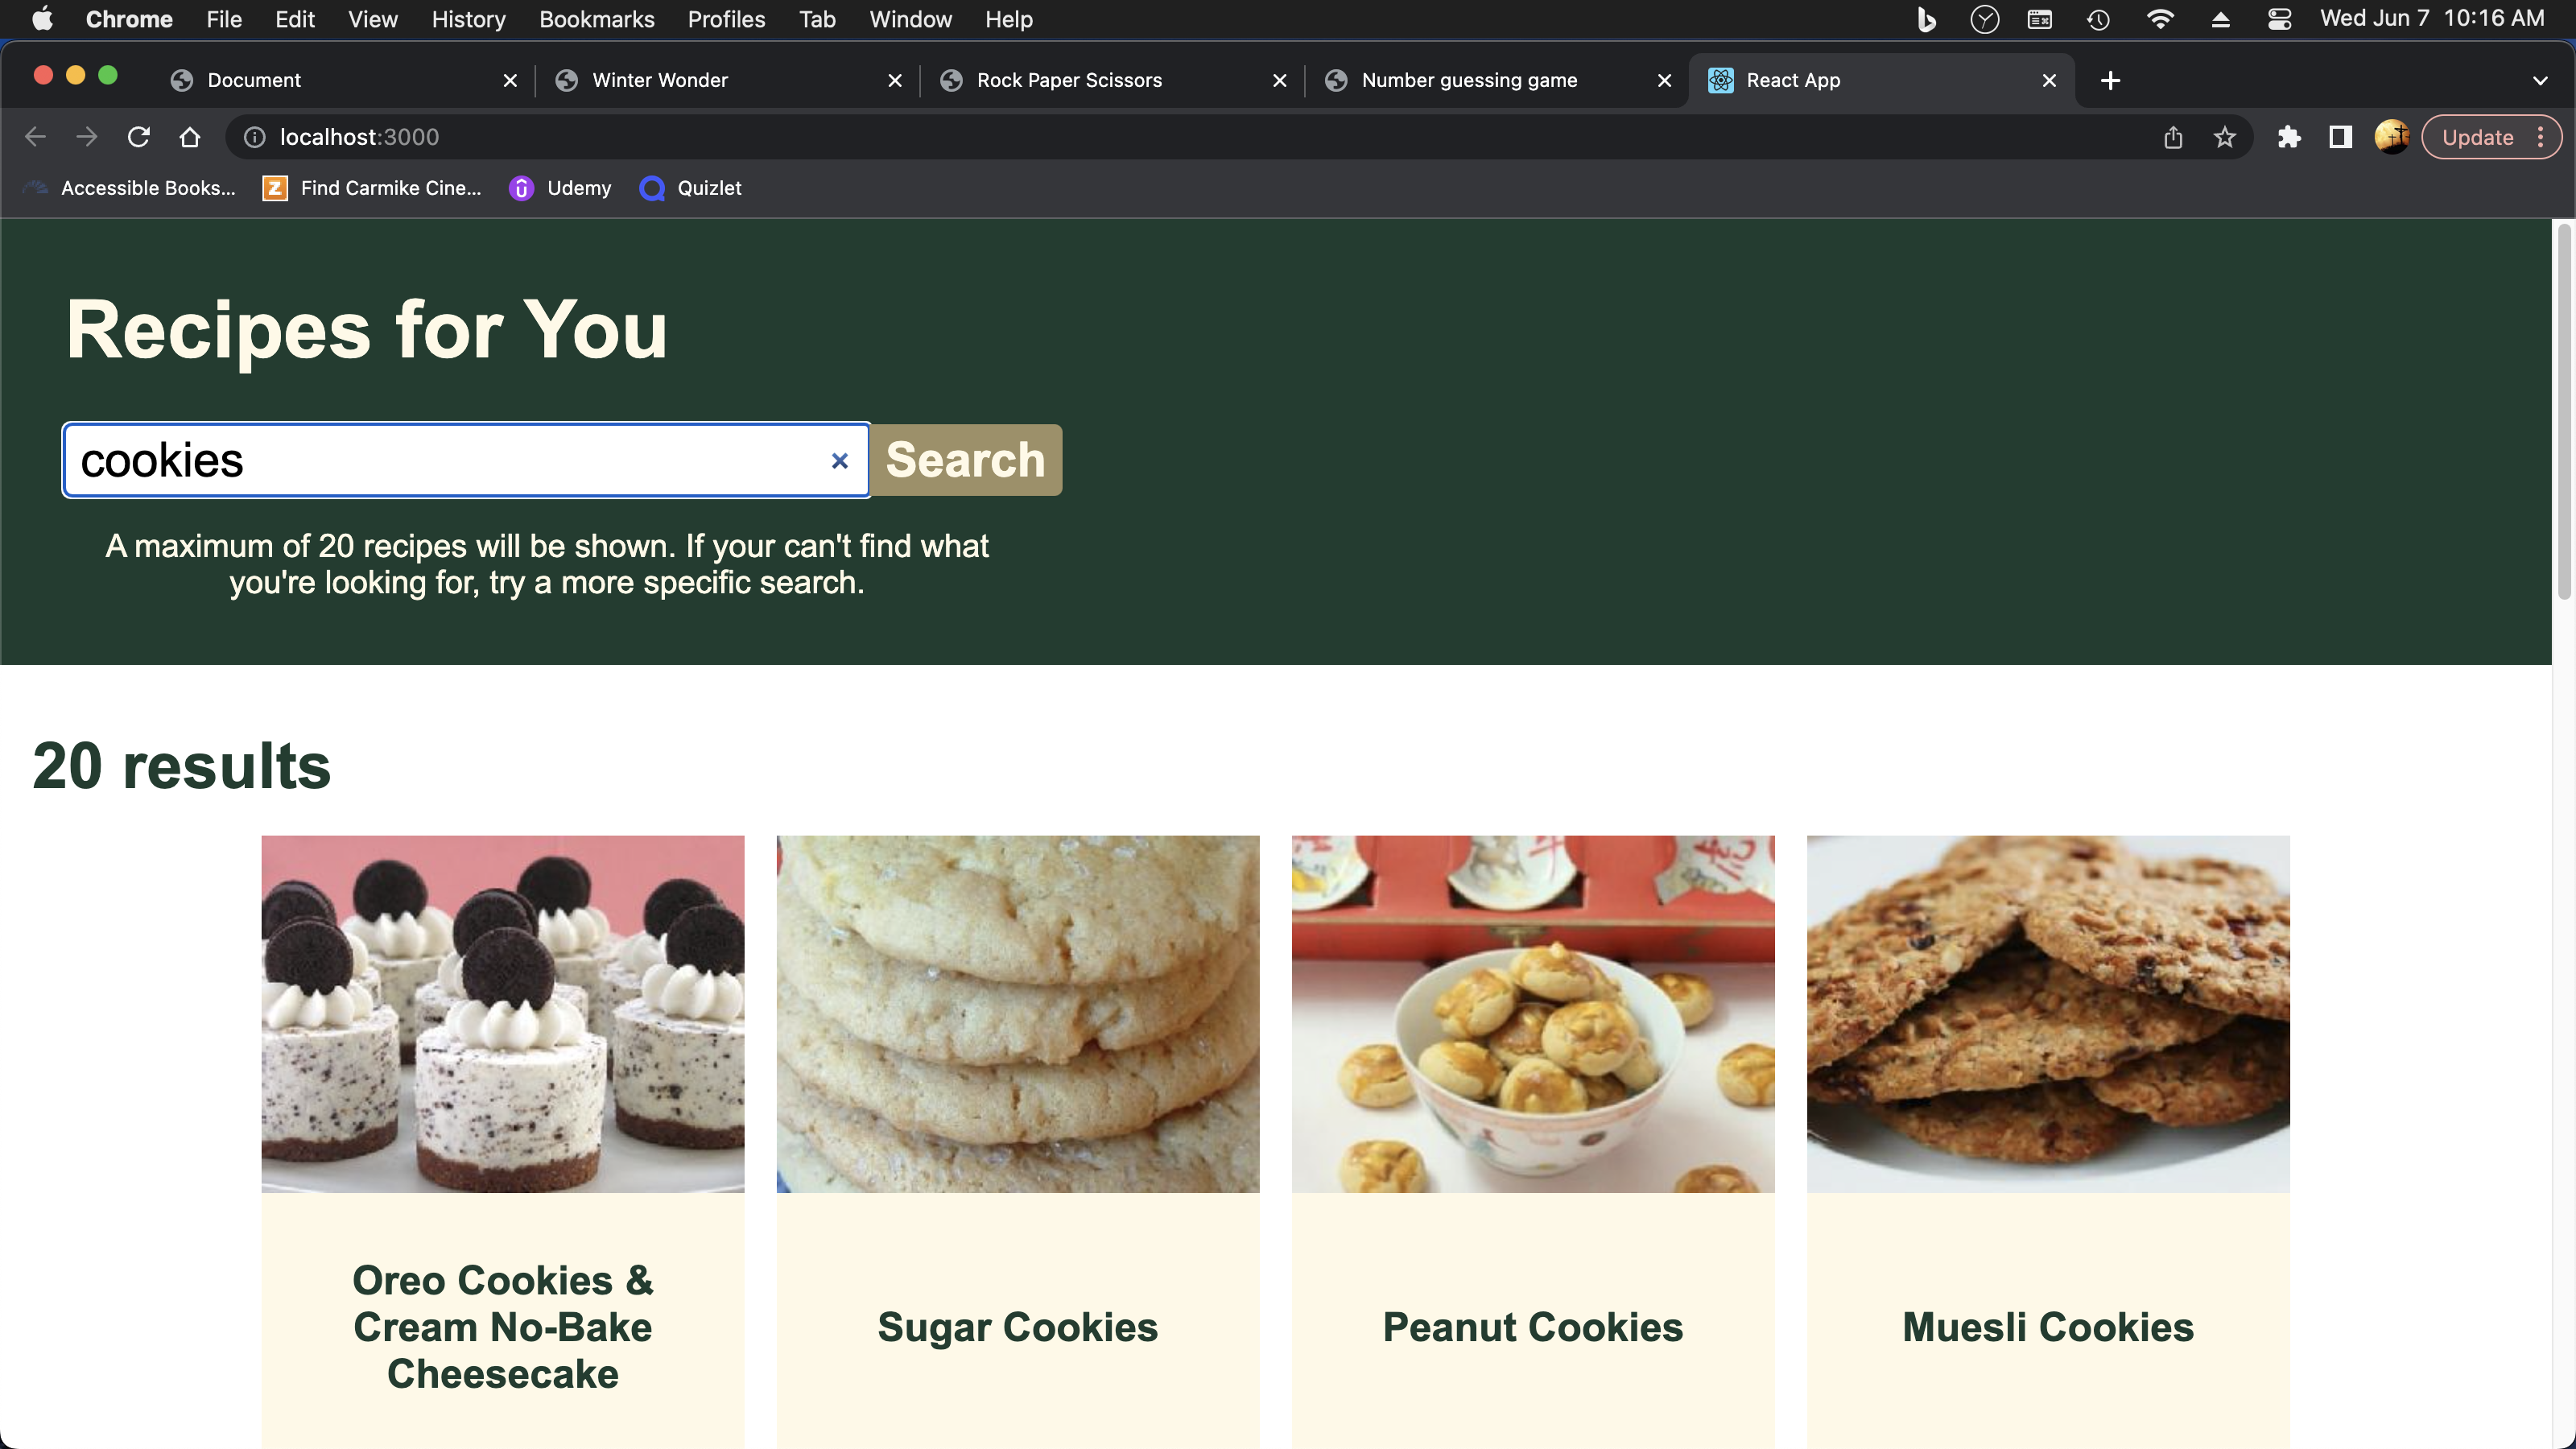 Chrome File Edit View History Bookmarks Profiles Tab Window Help Wed Jun 7 10:16 AM
Document Winter Wonder Rock Paper Scissors Number guessing game React App
localhost:3000 Update
Accessible Books... Find Carmike Cine... Udemy Quizlet
Recipes for You
cookies Search
A maximum of 20 recipes will be shown. If your can't find what
you're looking for, try a more specific search.
20 results
Oreo Cookies &
Cream No-Bake
Cheesecake
Sugar Cookies
Peanut Cookies
Muesli Cookies